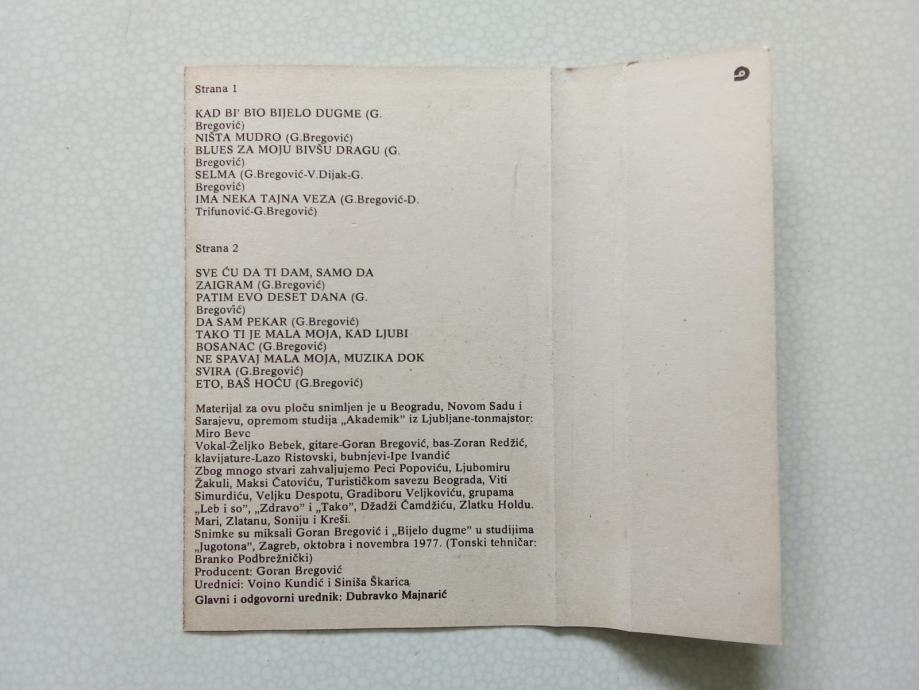 Strana 1
KAD BI' BIO BIJELO DUGME (G.
Bregović)
NIŠTA MUDRO (G.Bregović)
BLUES ZA MOJU BIVŠU DRAGU (G.
Bregović)
SELMA (G.Bregović-V.Dijak-G.
Bregović)
IMA NEKA TAJNA VEZA (G.Bregović-D.
Trifunović-G.Bregović)
Strana 2
SVE ĆU DA TI DAM, SAMO DA
ZAIGRAM (G.Bregović)
PATIM EVO DESET DANA (G.
Bregović)
DA SAM PEKAR (G.Bregović)
TAKO TI JE MALA MOJA, KAD LJUBI
BOSANAC (G.Bregović)
NE SPAVAJ MALA MOJA, MUZIKA DOK
SVIRA (G.Bregović)
ETO, BAŠ HOĆU (G.Bregović)
Materijal za ovu ploču snimljen je u Beogradu, Novom Sadu i
Sarajevu, opremom studija „Akademik" iz Ljubljane-tonmajstor:
Miro Bevc
Vokal-Željko Bebek, gitare-Goran Bregović, bas-Zoran Redžić,
klavijature-Lazo Ristovski, bubnjevi-Ipe Ivandić
Zbog mnogo stvari zahvaljujemo Peci Popoviću, Ljubomiru
Žakuli, Maksi Ćatoviću, Turističkom savezu Beograda, Viti
Simurdiću, Veljku Despotu, Gradiboru Veljkoviću, grupama
„Leb i so", „Zdravo" i „Tako", Džadži Čamdžiću, Zlatku Holdu.
Mari, Zlatanu, Soniju i Kreši.
Snimke su miksali Goran Bregović i „Bijelo dugme" u studijima
„Jugotona", Zagreb, oktobra i novembra 1977. (Tonski tehničar:
Branko Podbrežnički)
Producent: Goran Bregović
Urednici: Vojno Kundić i Siniša Škarica
Glavni i odgovorni urednik: Dubravko Majnarić